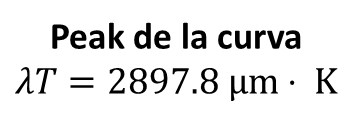 Peak de la curva
λT = 2897.8 μm · K